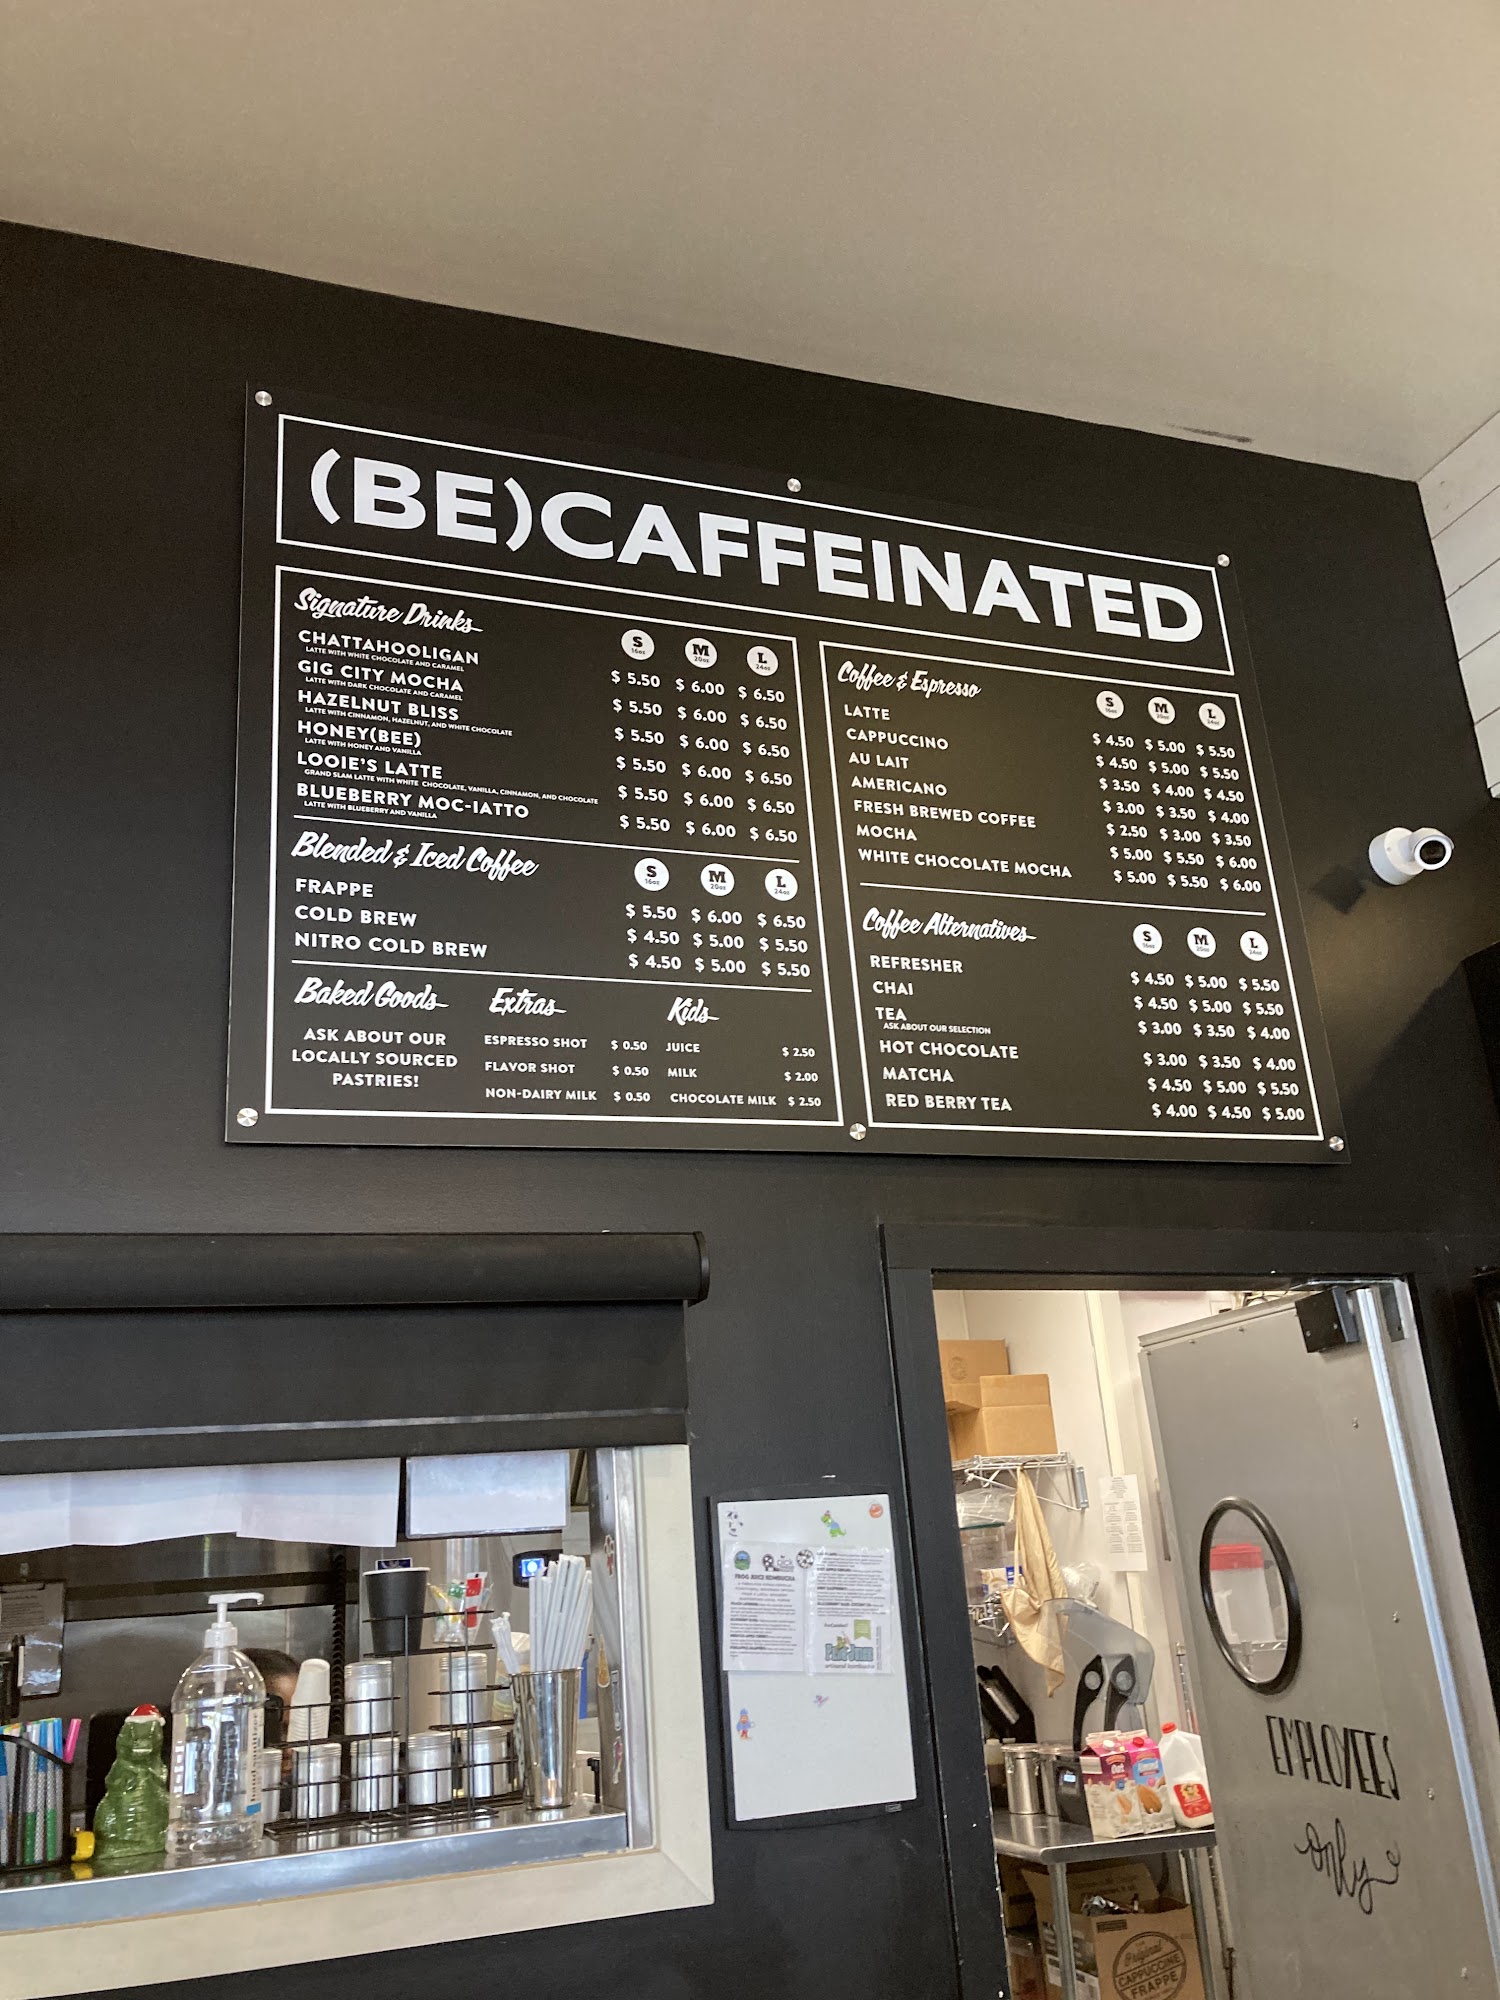 (BE)CAFFEINATED
Signature Drinks
S 16oz M 20oz L 24oz
CHATTAHOOLIGAN $ 5.50 $ 6.00 $ 6.50
LATTE WITH WHITE CHOCOLATE AND CARAMEL
GIG CITY MOCHA $ 5.50 $ 6.00 $ 6.50
LATTE WITH DARK CHOCOLATE AND CARAMEL
HAZELNUT BLISS $ 5.50 $ 6.00 $ 6.50
LATTE WITH CINNAMON, HAZELNUT, AND WHITE CHOCOLATE
HONEY(BEE) $ 5.50 $ 6.00 $ 6.50
LATTE WITH HONEY AND VANILLA
LOOIE'S LATTE $ 5.50 $ 6.00 $ 6.50
GRAND SLAM LATTE WITH WHITE CHOCOLATE, VANILLA, CINNAMON, AND CHOCOLATE
BLUEBERRY MOC-IATTO $ 5.50 $ 6.00 $ 6.50
LATTE WITH BLUEBERRY AND VANILLA
Blended & Iced Coffee
S 16oz M 20oz L 24oz
FRAPPE $ 5.50 $ 6.00 $ 6.50
COLD BREW $ 4.50 $ 5.00 $ 5.50
NITRO COLD BREW $ 4.50 $ 5.00 $ 5.50
Baked Goods
ASK ABOUT OUR
LOCALLY SOURCED
PASTRIES!
Extras
ESPRESSO SHOT $ 0.50
FLAVOR SHOT $ 0.50
NON-DAIRY MILK $ 0.50
Kids
JUICE $ 2.50
MILK $ 2.00
CHOCOLATE MILK $ 2.50
Coffee & Espresso
S 16oz M 20oz L 24oz
LATTE $ 4.50 $ 5.00 $ 5.50
CAPPUCCINO $ 4.50 $ 5.00 $ 5.50
AU LAIT $ 3.50 $ 4.00 $ 4.50
AMERICANO $ 3.00 $ 3.50 $ 4.00
FRESH BREWED COFFEE $ 2.50 $ 3.00 $ 3.50
MOCHA $ 5.00 $ 5.50 $ 6.00
WHITE CHOCOLATE MOCHA $ 5.00 $ 5.50 $ 6.00
Coffee Alternatives
S 16oz M 20oz L 24oz
REFRESHER $ 4.50 $ 5.00 $ 5.50
CHAI $ 4.50 $ 5.00 $ 5.50
TEA $ 3.00 $ 3.50 $ 4.00
ASK ABOUT OUR SELECTION
HOT CHOCOLATE $ 3.00 $ 3.50 $ 4.00
MATCHA $ 4.50 $ 5.00 $ 5.50
RED BERRY TEA $ 4.00 $ 4.50 $ 5.00
FROG JUICE KOMBUCHA
hand sanitizer
EMPLOYEES
only
Original
CAPPUCCINE
FRAPPE